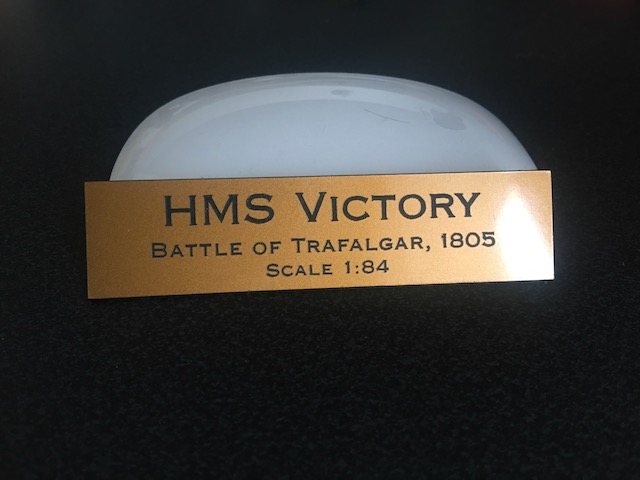 HMS VICTORY
BATTLE OF TRAFALGAR, 1805
SCALE 1:84